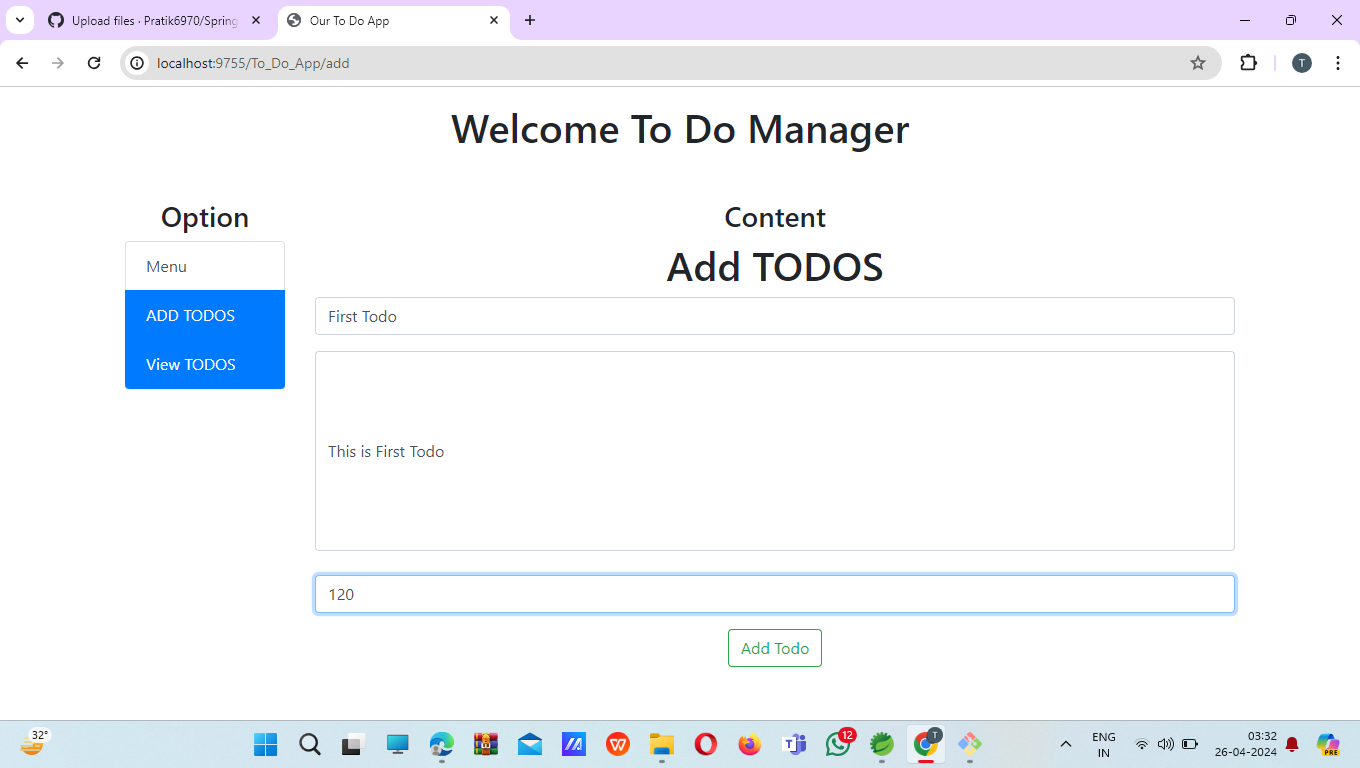 Upload files · Pratik6970/Spring
Our To Do App
localhost:9755/To_Do_App/add
T
Welcome To Do Manager
Option
Content
Menu
ADD TODOS
View TODOS
Add TODOS
First Todo
This is First Todo
120
Add Todo
32°
W
12
T
ENG
IN
03:32
26-04-2024
PRE